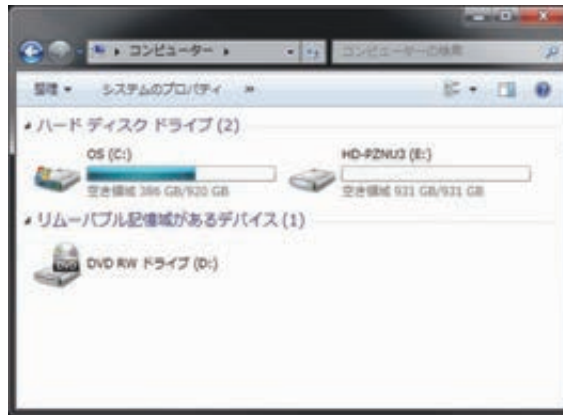 コンピューター
コンピューターの検索
整理 システムのプロパティ »
ハード ディスク ドライブ (2)
OS (C:)
空き領域 386 GB/920 GB
HD-PZNU3 (E:)
空き領域 931 GB/931 GB
リムーバブル記憶域があるデバイス (1)
DVD RW ドライブ (D:)
DVD